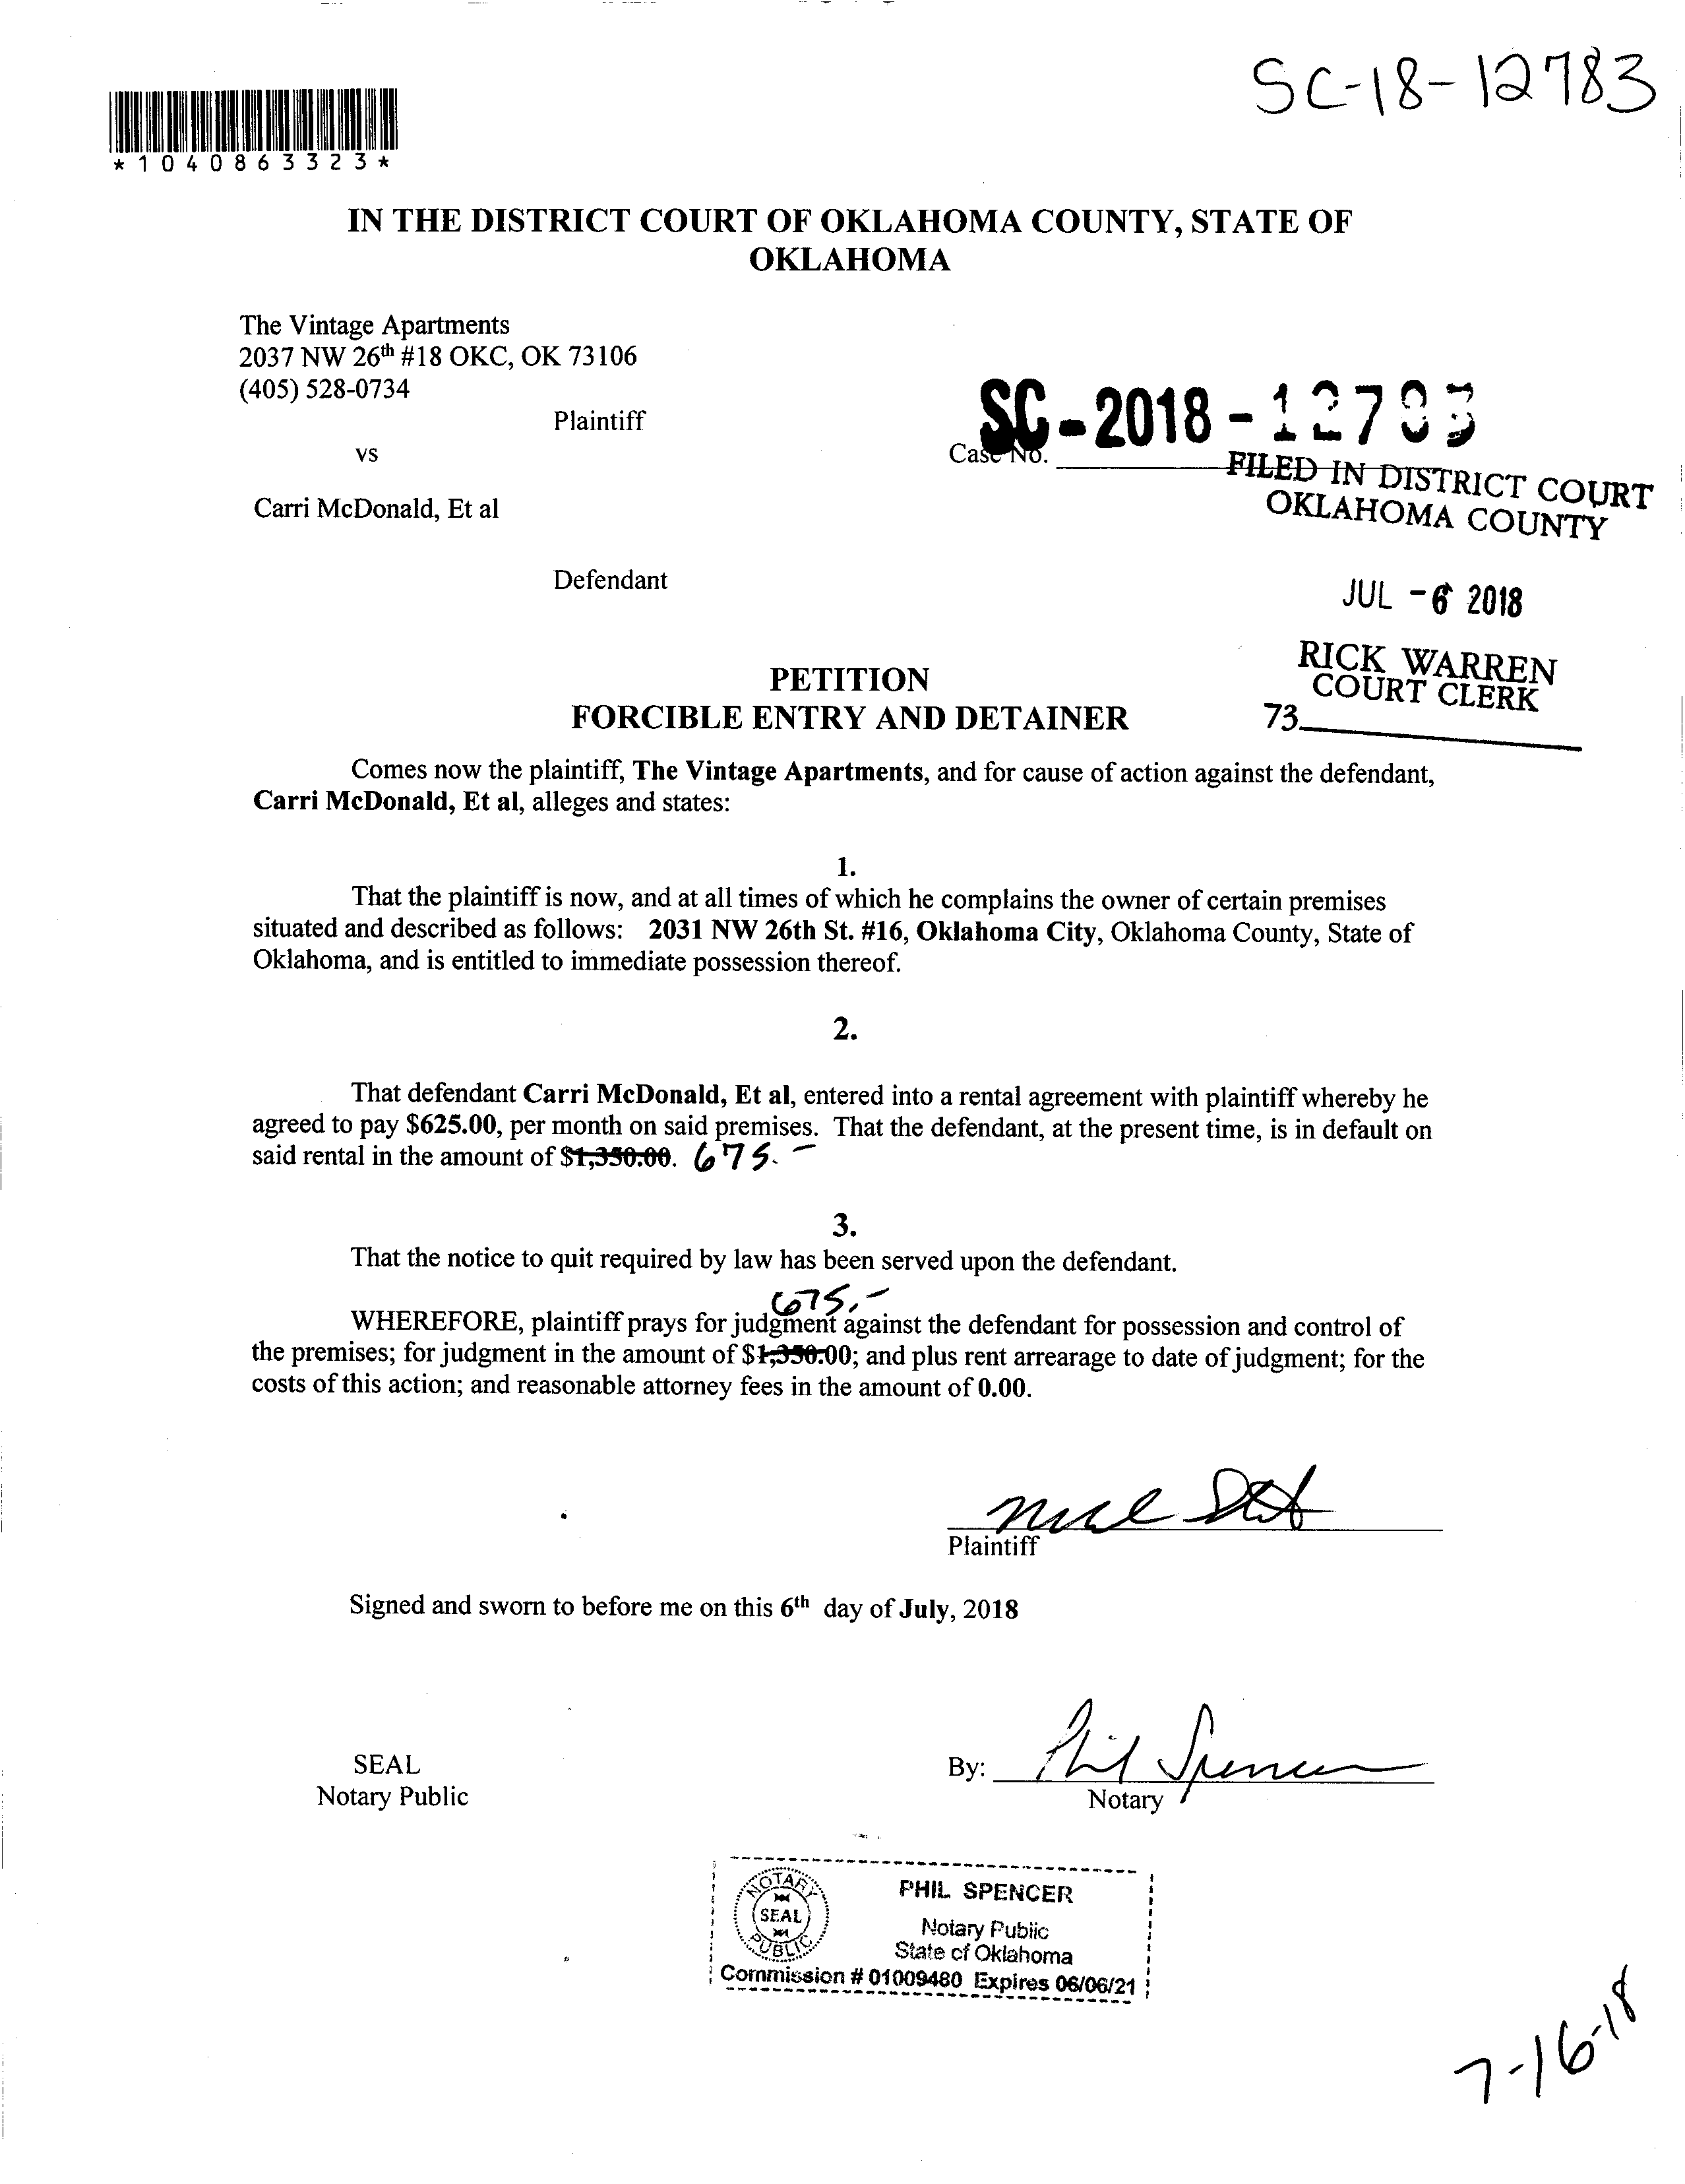 SC-18-12783
*1040863323*
IN THE DISTRICT COURT OF OKLAHOMA COUNTY, STATE OF
OKLAHOMA
The Vintage Apartments
2037 NW 26th #18 OKC, OK 73106
(405) 528-0734
Plaintiff
vs
Carri McDonald, Et al
Defendant
SC-2018-12783
Case No.
FILED IN DISTRICT COURT
OKLAHOMA COUNTY
JUL -6 2018
RICK WARREN
COURT CLERK
73
PETITION
FORCIBLE ENTRY AND DETAINER
Comes now the plaintiff, The Vintage Apartments, and for cause of action against the defendant,
Carri McDonald, Et al, alleges and states:
1.
That the plaintiff is now, and at all times of which he complains the owner of certain premises
situated and described as follows: 2031 NW 26th St. #16, Oklahoma City, Oklahoma County, State of
Oklahoma, and is entitled to immediate possession thereof.
2.
That defendant Carri McDonald, Et al, entered into a rental agreement with plaintiff whereby he
agreed to pay $625.00, per month on said premises. That the defendant, at the present time, is in default on
said rental in the amount of $1,350.00. 675.-
3.
That the notice to quit required by law has been served upon the defendant.
675.-
WHEREFORE, plaintiff prays for judgment against the defendant for possession and control of
the premises; for judgment in the amount of $1,350.00; and plus rent arrearage to date of judgment; for the
costs of this action; and reasonable attorney fees in the amount of 0.00.
Plaintiff
Signed and sworn to before me on this 6th day of July, 2018
SEAL
Notary Public
By: Phil Spencer
Notary
NOTARY
SEAL
PUBLIC
PHIL SPENCER
Notary Public
State of Oklahoma
Commission # 01009480 Expires 06/06/21
7-16-18